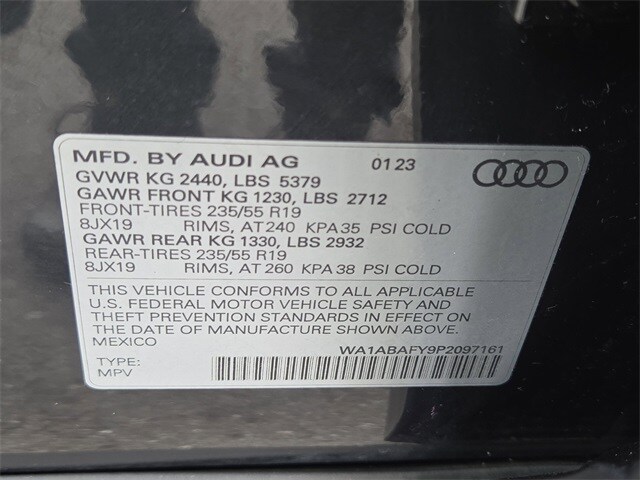 MFD. BY AUDI AG 01 23
GVWR KG 2440, LBS 5379
GAWR FRONT KG 1230, LBS 2712
FRONT-TIRES 235/55 R19
8JX19 RIMS, AT 240 KPA 35 PSI COLD
GAWR REAR KG 1330, LBS 2932
REAR-TIRES 235/55 R19
8JX19 RIMS, AT 260 KPA 38 PSI COLD
THIS VEHICLE CONFORMS TO ALL APPLICABLE
U.S. FEDERAL MOTOR VEHICLE SAFETY AND
THEFT PREVENTION STANDARDS IN EFFECT ON
THE DATE OF MANUFACTURE SHOWN ABOVE.
MEXICO WA1ABAFY9P2097161
TYPE:
MPV